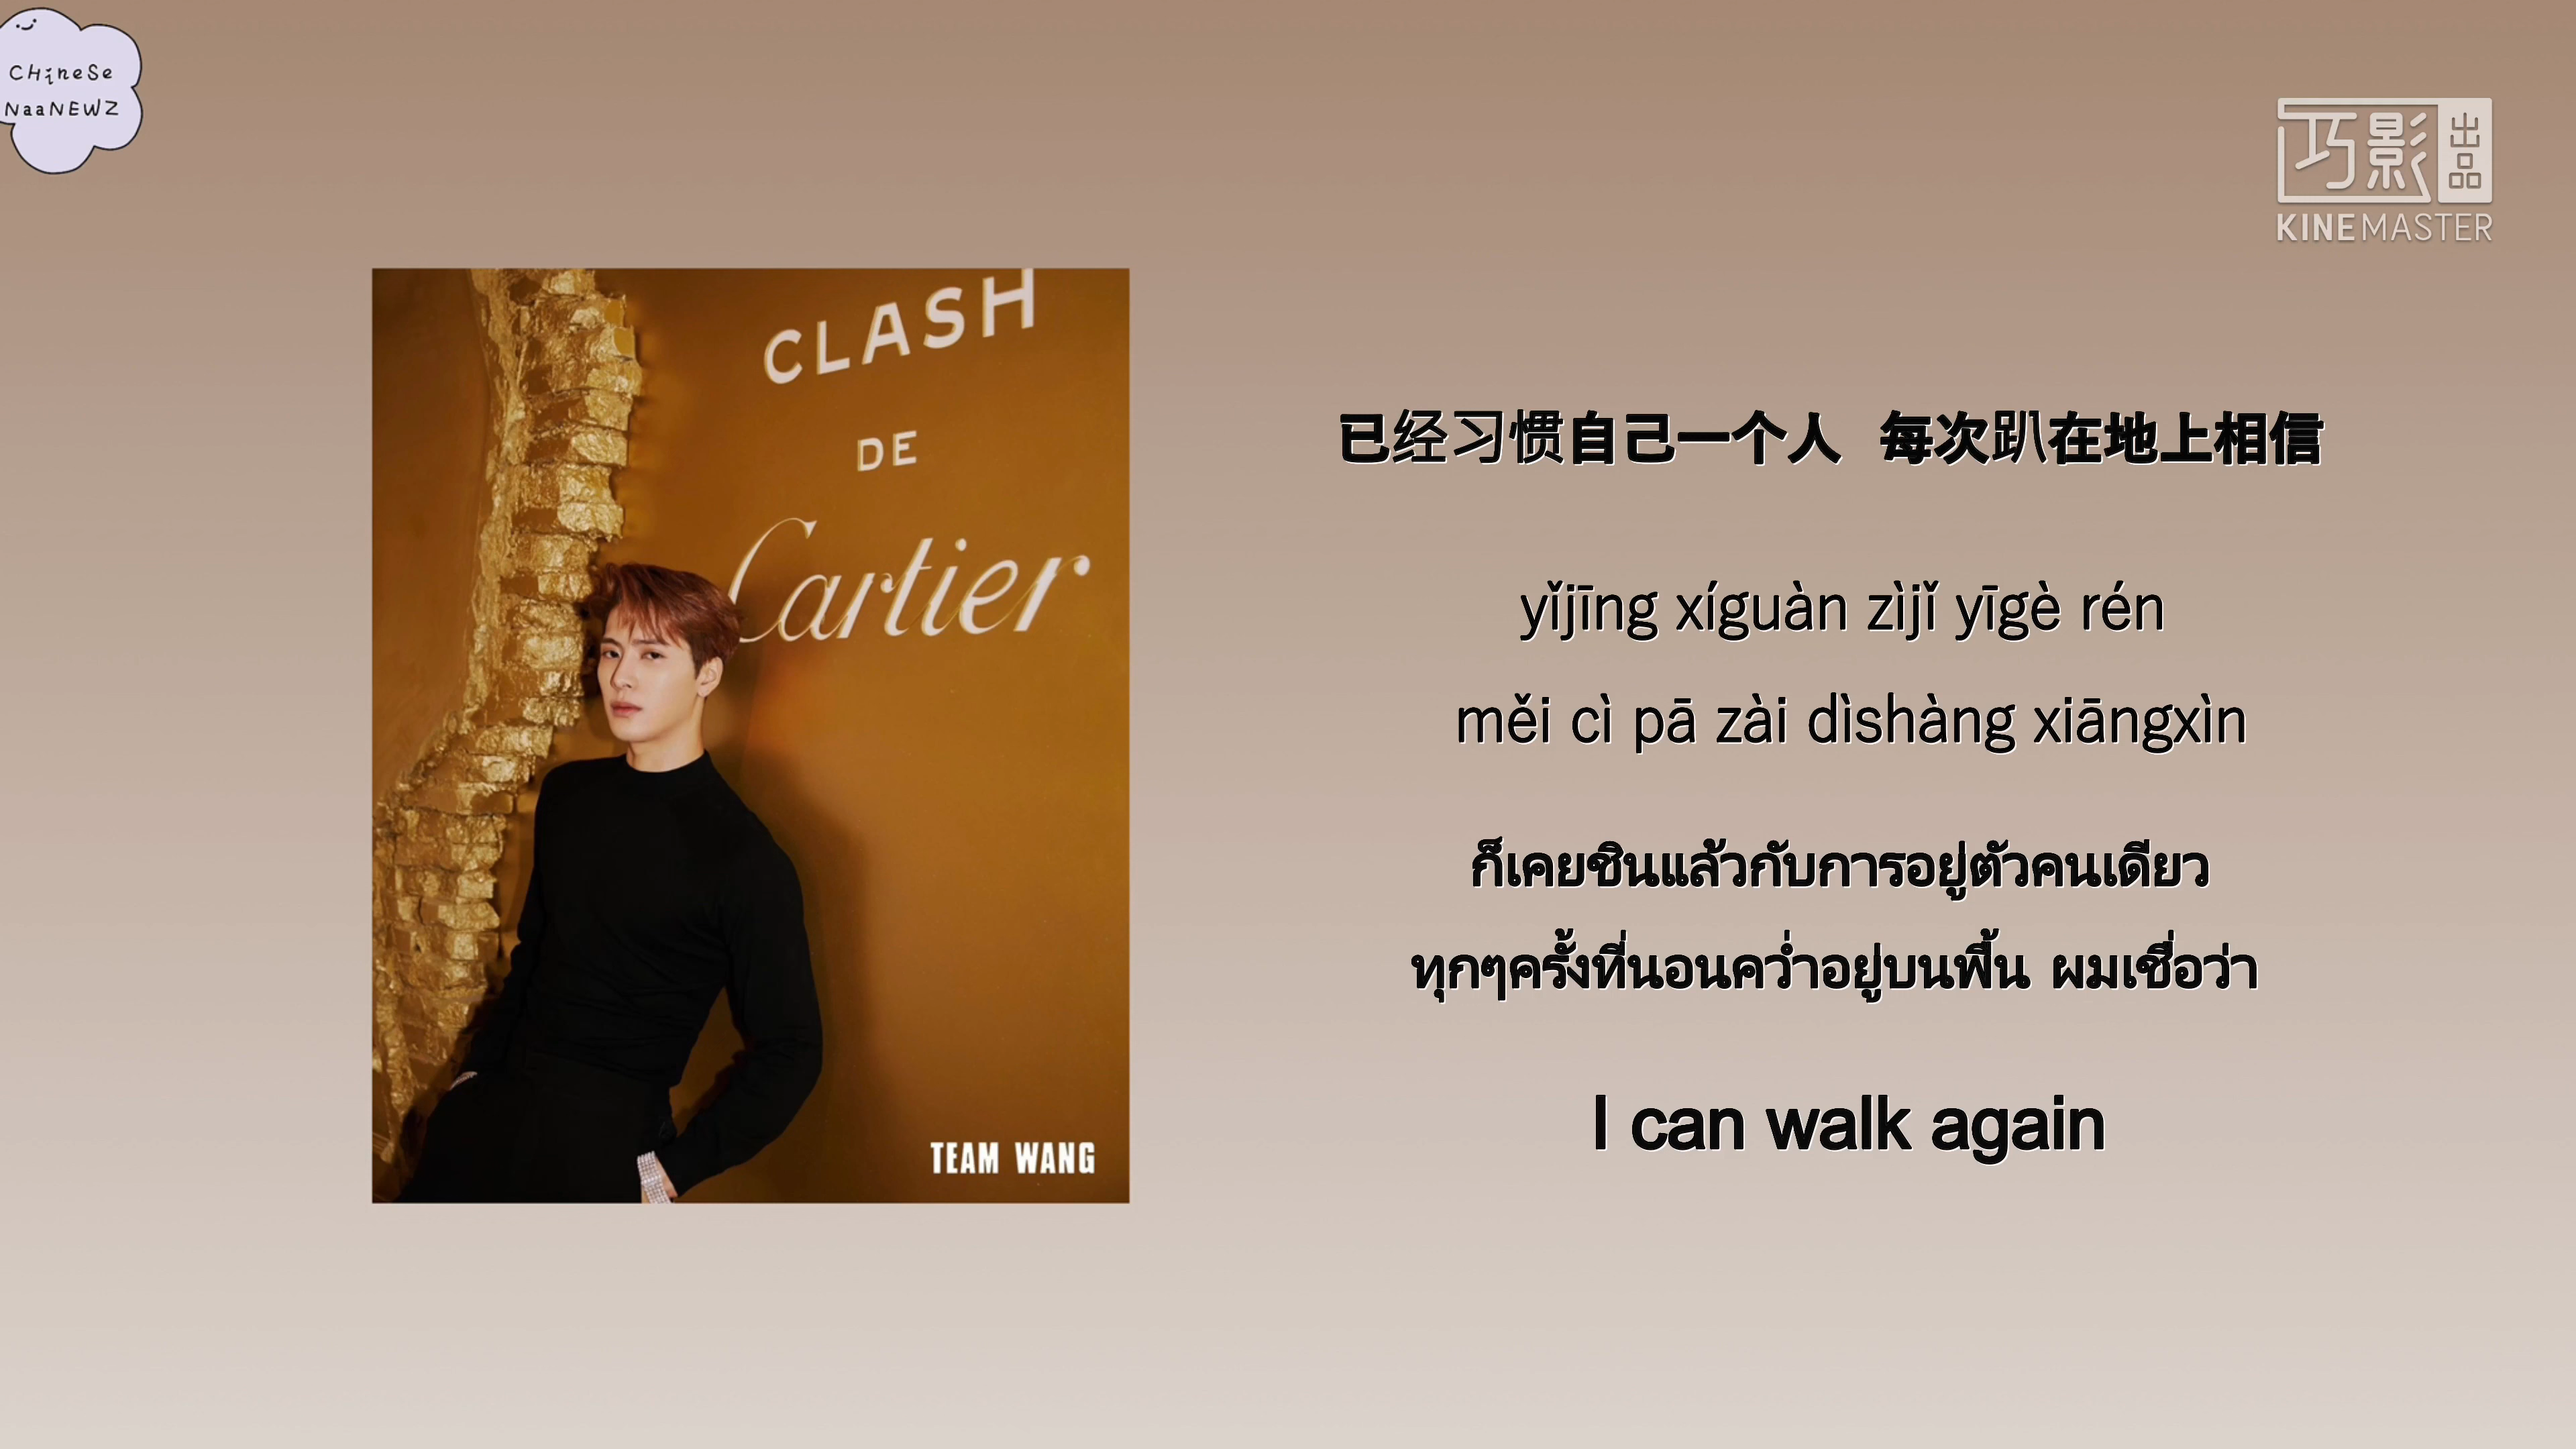 CHineSe
NaaNEWZ
巧影
出品
KINEMASTER
CLASH
DE
Cartier
TEAM WANG
已经习惯自己一个人 每次趴在地上相信
yǐjīng xíguàn zìjǐ yīgè rén
měi cì pā zài dìshàng xiāngxìn
ก็เคยชินแล้วกับการอยู่ตัวคนเดียว
ทุกๆครั้งที่นอนคว่ำอยู่บนพื้น ผมเชื่อว่า
I can walk again